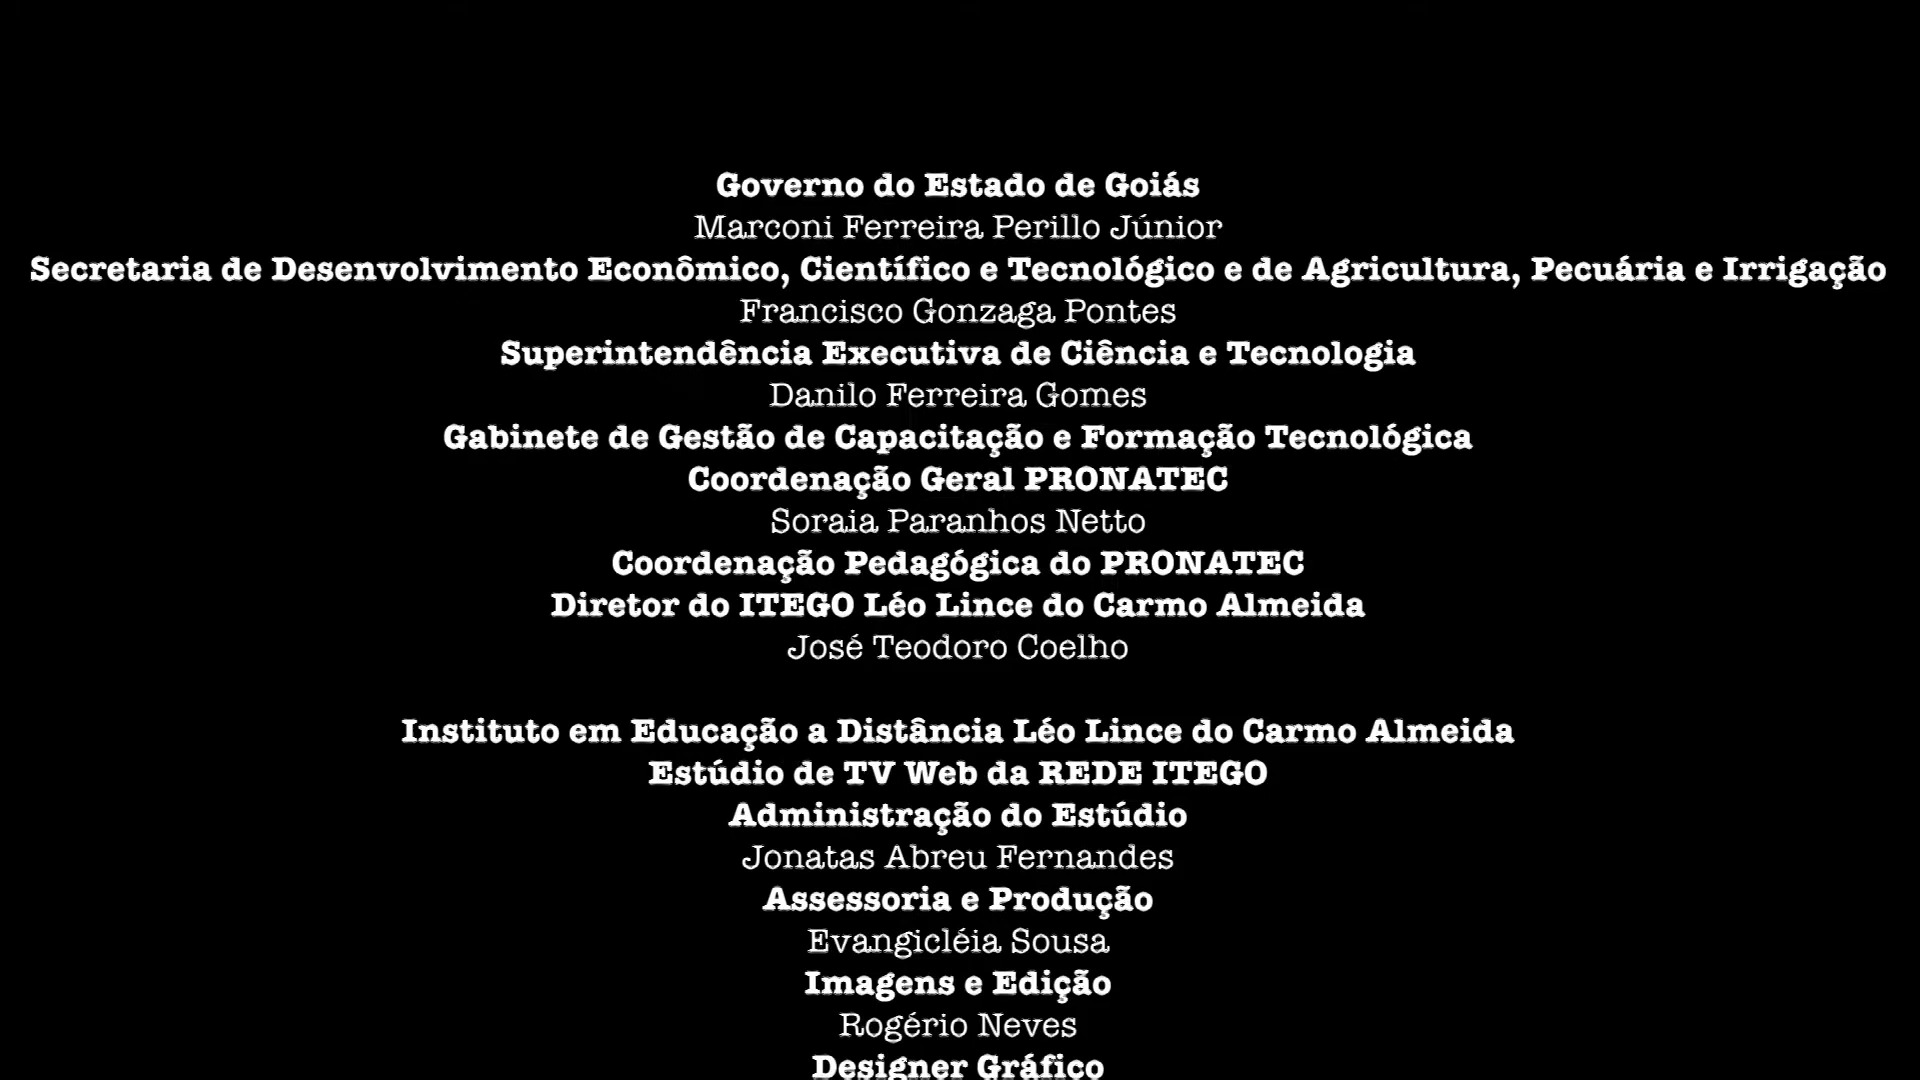 Governo do Estado de Goiás
Marconi Ferreira Perillo Júnior
Secretaria de Desenvolvimento Econômico, Científico e Tecnológico e de Agricultura, Pecuária e Irrigação
Francisco Gonzaga Pontes
Superintendência Executiva de Ciência e Tecnologia
Danilo Ferreira Gomes
Gabinete de Gestão de Capacitação e Formação Tecnológica
Coordenação Geral PRONATEC
Soraia Paranhos Netto
Coordenação Pedagógica do PRONATEC
Diretor do ITEGO Léo Lince do Carmo Almeida
José Teodoro Coelho
Instituto em Educação a Distância Léo Lince do Carmo Almeida
Estúdio de TV Web da REDE ITEGO
Administração do Estúdio
Jonatas Abreu Fernandes
Assessoria e Produção
Evangicléia Sousa
Imagens e Edição
Rogério Neves
Designer Gráfico